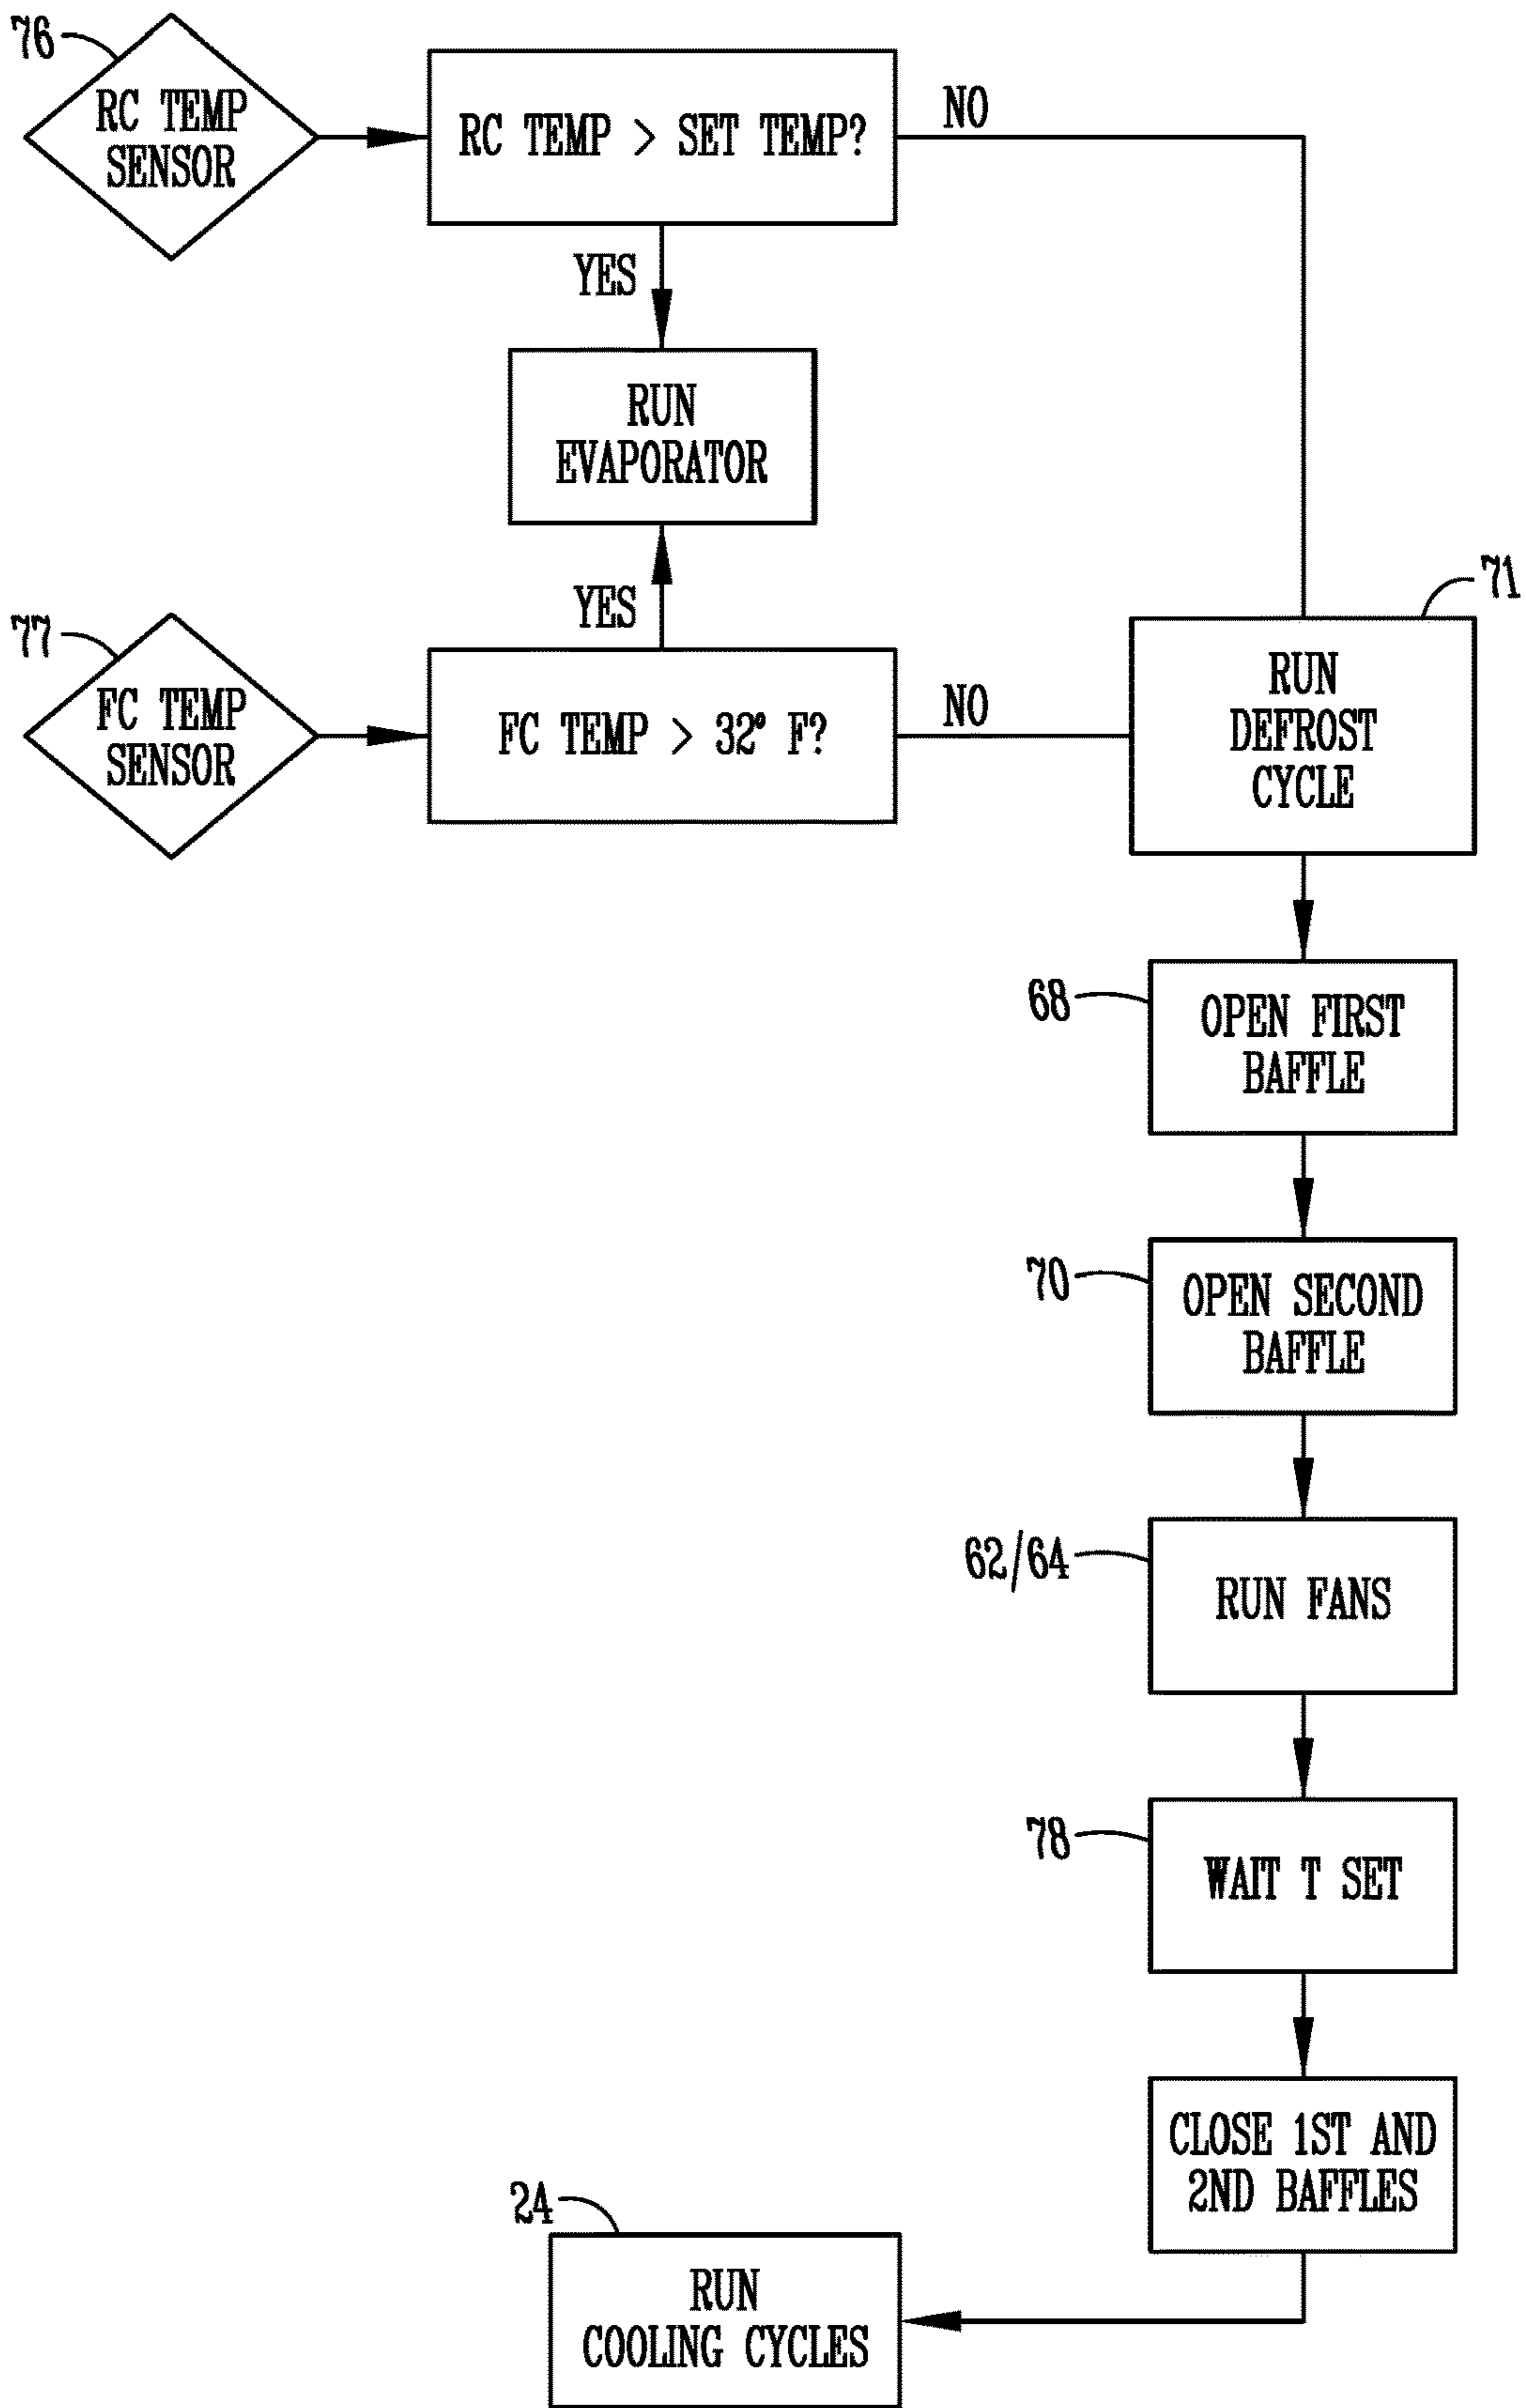 76
RC TEMP
SENSOR
RC TEMP > SET TEMP?
NO
YES
RUN
EVAPORATOR
YES
77
FC TEMP
SENSOR
FC TEMP > 32° F?
NO
71
RUN
DEFROST
CYCLE
68
OPEN FIRST
BAFFLE
70
OPEN SECOND
BAFFLE
62/64
RUN FANS
78
WAIT T SET
CLOSE 1ST AND
2ND BAFFLES
24
RUN
COOLING CYCLES